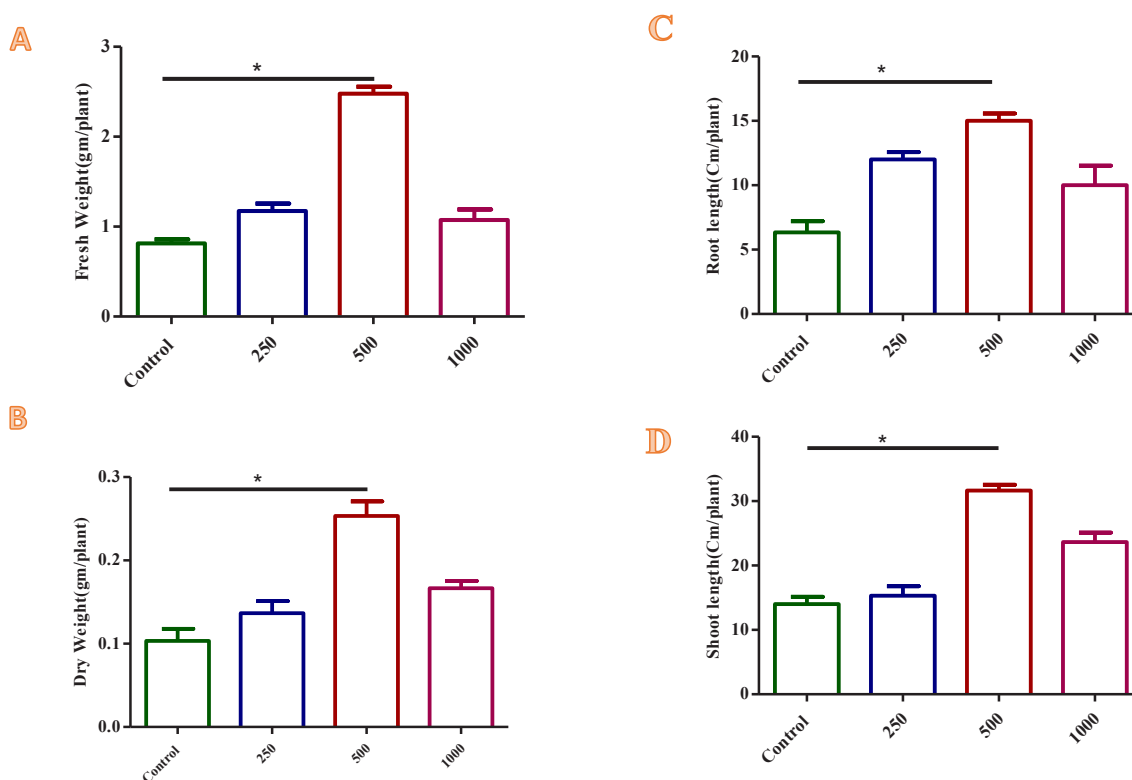 A
Fresh Weight(gm/plant)
3
2
1
0
*
Control
250
500
1000
B
Dry Weight(gm/plant)
0.3
0.2
0.1
0.0
*
Control
250
500
1000
C
Root length(Cm/plant)
20
15
10
5
0
*
Control
250
500
1000
D
Shoot length(Cm/plant)
40
30
20
10
0
*
Control
250
500
1000